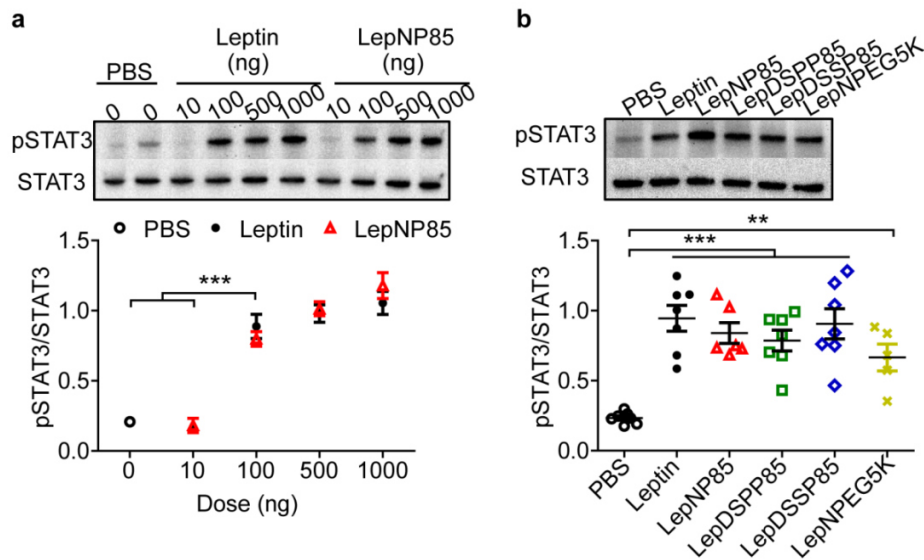 a
Leptin LepNP85
PBS (ng) (ng)
0 0 10 100 500 1000 10 100 500 1000
pSTAT3
STAT3
PBS Leptin LepNP85
pSTAT3/STAT3
1.5
***
1.0
0.5
0.0
0 10 100 500 1000
Dose (ng)
b
PBS Leptin LepNP85 LepDSPP85 LepDSSP85 LepNPEG5K
pSTAT3
STAT3
pSTAT3/STAT3
**
1.5
***
1.0
0.5
0.0
PBS Leptin LepNP85 LepDSPP85 LepDSSP85 LepNPEG5K